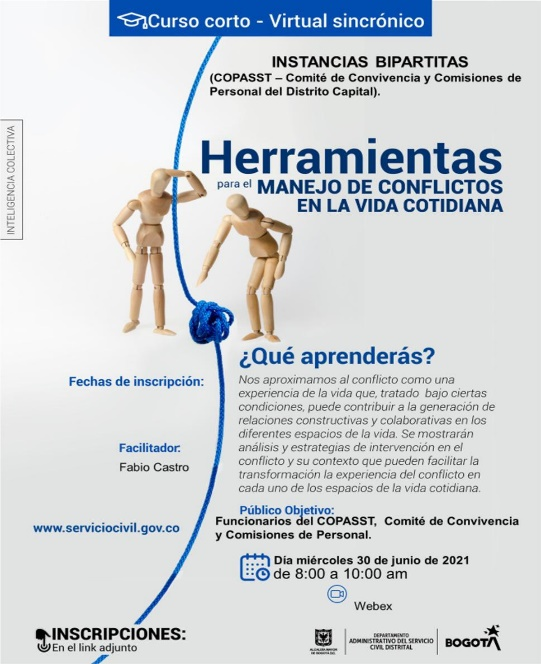 Curso corto - Virtual sincrónico
INSTANCIAS BIPARTITAS
(COPASST – Comité de Convivencia y Comisiones de
Personal del Distrito Capital).
INTELIGENCIA COLECTIVA
Herramientas
para el MANEJO DE CONFLICTOS
EN LA VIDA COTIDIANA
¿Qué aprenderás?
Nos aproximamos al conflicto como una
experiencia de la vida que, tratado bajo ciertas
condiciones, puede contribuir a la generación de
relaciones constructivas y colaborativas en los
diferentes espacios de la vida. Se mostrarán
análisis y estrategias de intervención en el
conflicto y su contexto que pueden facilitar la
transformación la experiencia del conflicto en
cada uno de los espacios de la vida cotidiana.
Fechas de inscripción:
Facilitador:
Fabio Castro
www.serviciocivil.gov.co
Público Objetivo:
Funcionarios del COPASST, Comité de Convivencia
y Comisiones de Personal.
Día miércoles 30 de junio de 2021
de 8:00 a 10:00 am
Webex
INSCRIPCIONES:
En el link adjunto
ALCALDÍA MAYOR
DE BOGOTÁ D.C.
DEPARTAMENTO
ADMINISTRATIVO DEL SERVICIO
CIVIL DISTRITAL
BOGOTÁ